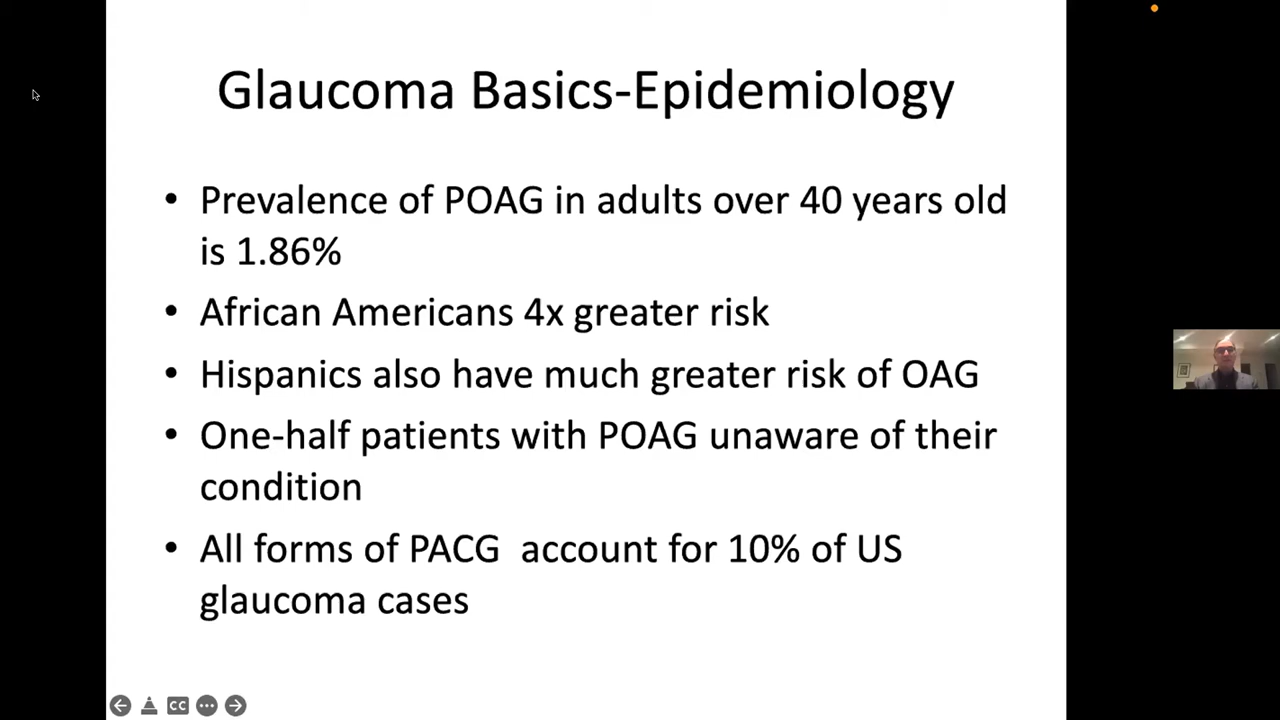 Glaucoma Basics-Epidemiology
• Prevalence of POAG in adults over 40 years old
is 1.86%
• African Americans 4x greater risk
• Hispanics also have much greater risk of OAG
• One-half patients with POAG unaware of their
condition
• All forms of PACG  account for 10% of US
glaucoma cases
CC